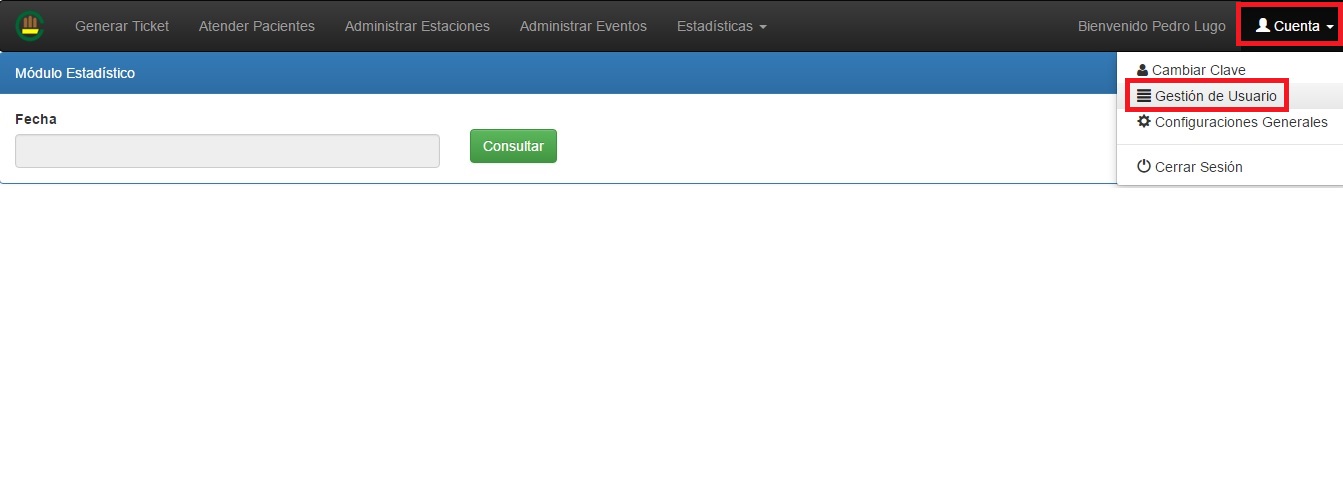 Generar Ticket Atender Pacientes Administrar Estaciones Administrar Eventos Estadísticas Bienvenido Pedro Lugo Cuenta
Módulo Estadístico
Fecha
Consultar
Cambiar Clave
Gestión de Usuario
Configuraciones Generales
Cerrar Sesión